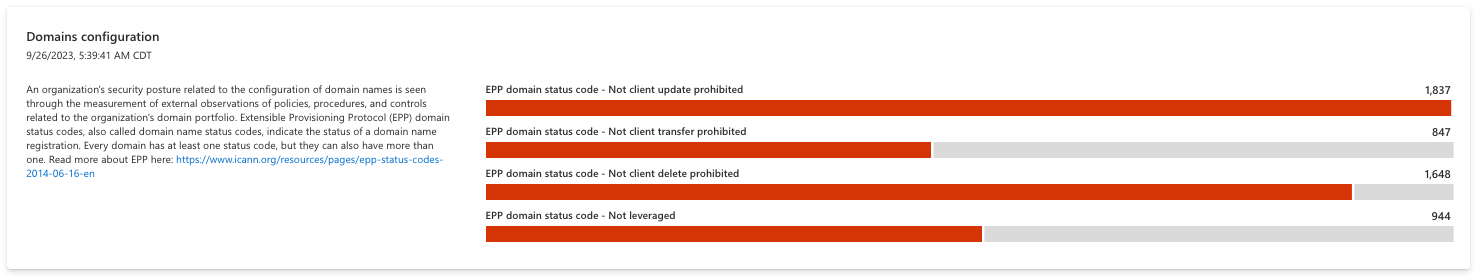 Domains configuration
9/26/2023, 5:39:41 AM CDT
An organization's security posture related to the configuration of domain names is seen
through the measurement of external observations of policies, procedures, and controls
related to the organization's domain portfolio. Extensible Provisioning Protocol (EPP) domain
status codes, also called domain name status codes, indicate the status of a domain name
registration. Every domain has at least one status code, but they can also have more than
one. Read more about EPP here: https://www.icann.org/resources/pages/epp-status-codes-
2014-06-16-en
EPP domain status code - Not client update prohibited 1,837
EPP domain status code - Not client transfer prohibited 847
EPP domain status code - Not client delete prohibited 1,648
EPP domain status code - Not leveraged 944